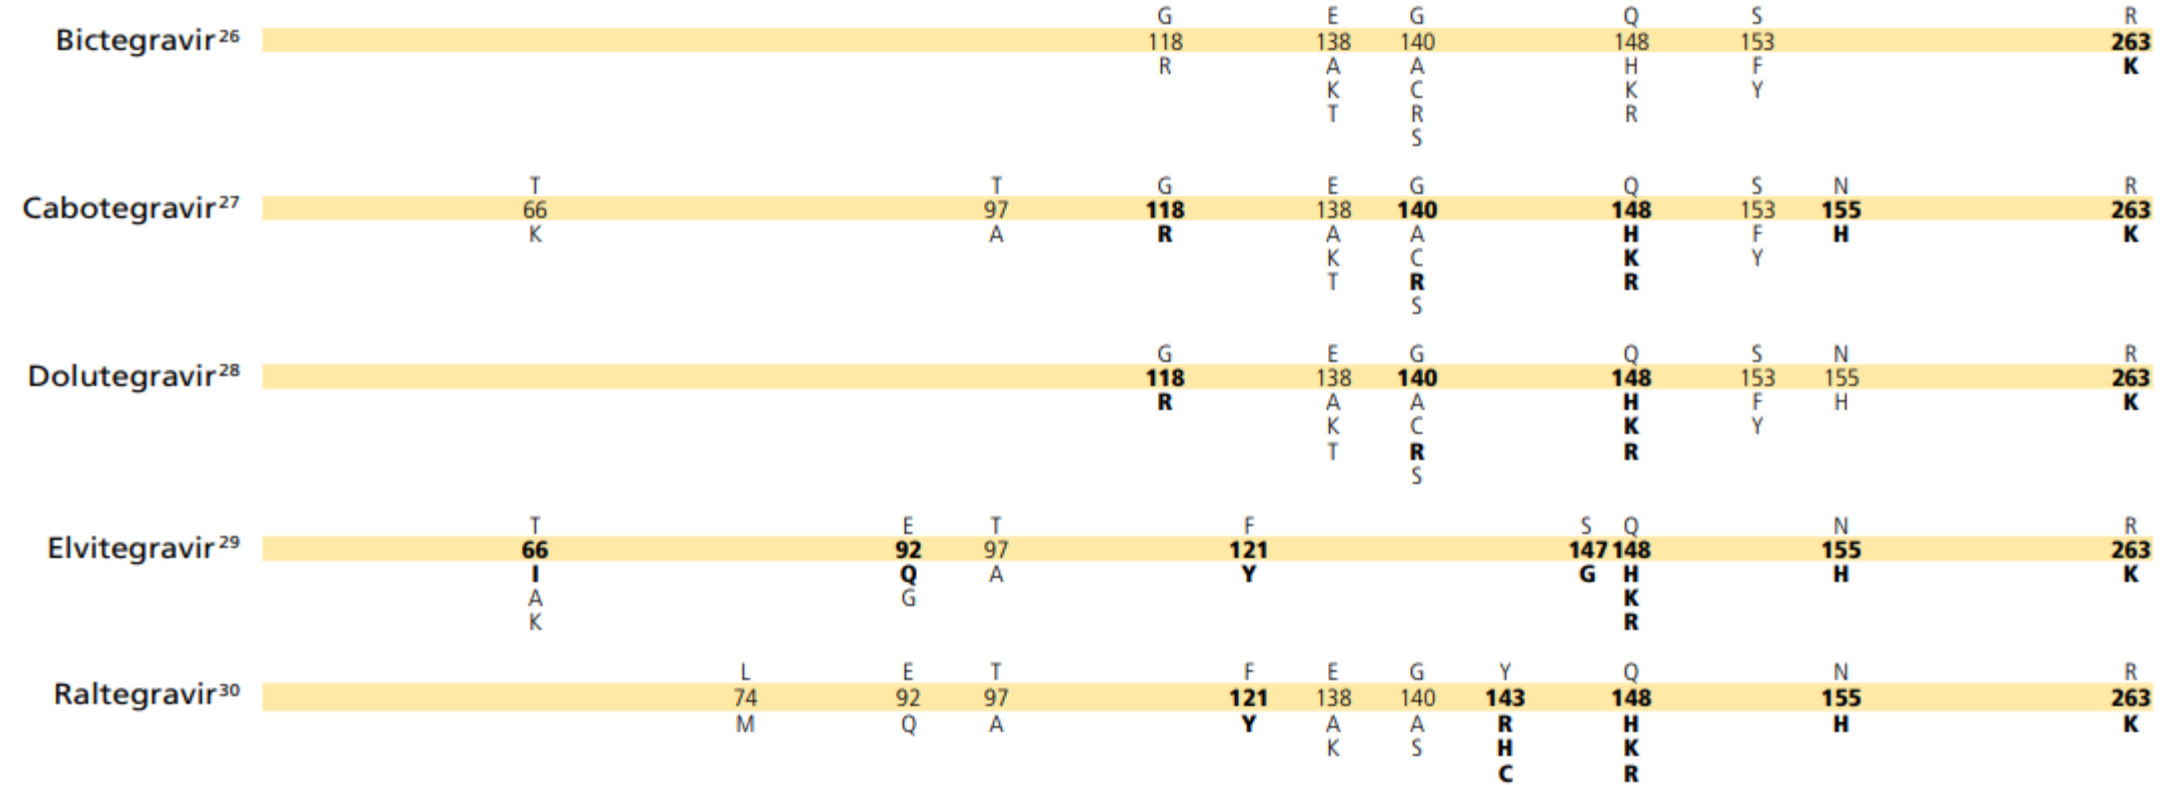 G E G Q S R
Bictegravir26 118 138 140 148 153 263
R A A H F K
K C K Y
T R R
S
T T G E G Q S N R
Cabotegravir27 66 97 118 138 140 148 153 155 263
K A R A A H F H K
K C K Y
T R R
S
G E G Q S N R
Dolutegravir28 118 138 140 148 153 155 263
R A A H F H K
K C K Y
T R R
S
T E T F S Q N R
Elvitegravir29 66 92 97 121 147 148 155 263
I Q A Y G H H K
A G K
K R
L E T F E G Y Q N R
Raltegravir30 74 92 97 121 138 140 143 148 155 263
M Q A Y A A R H H K
K S H K
C R